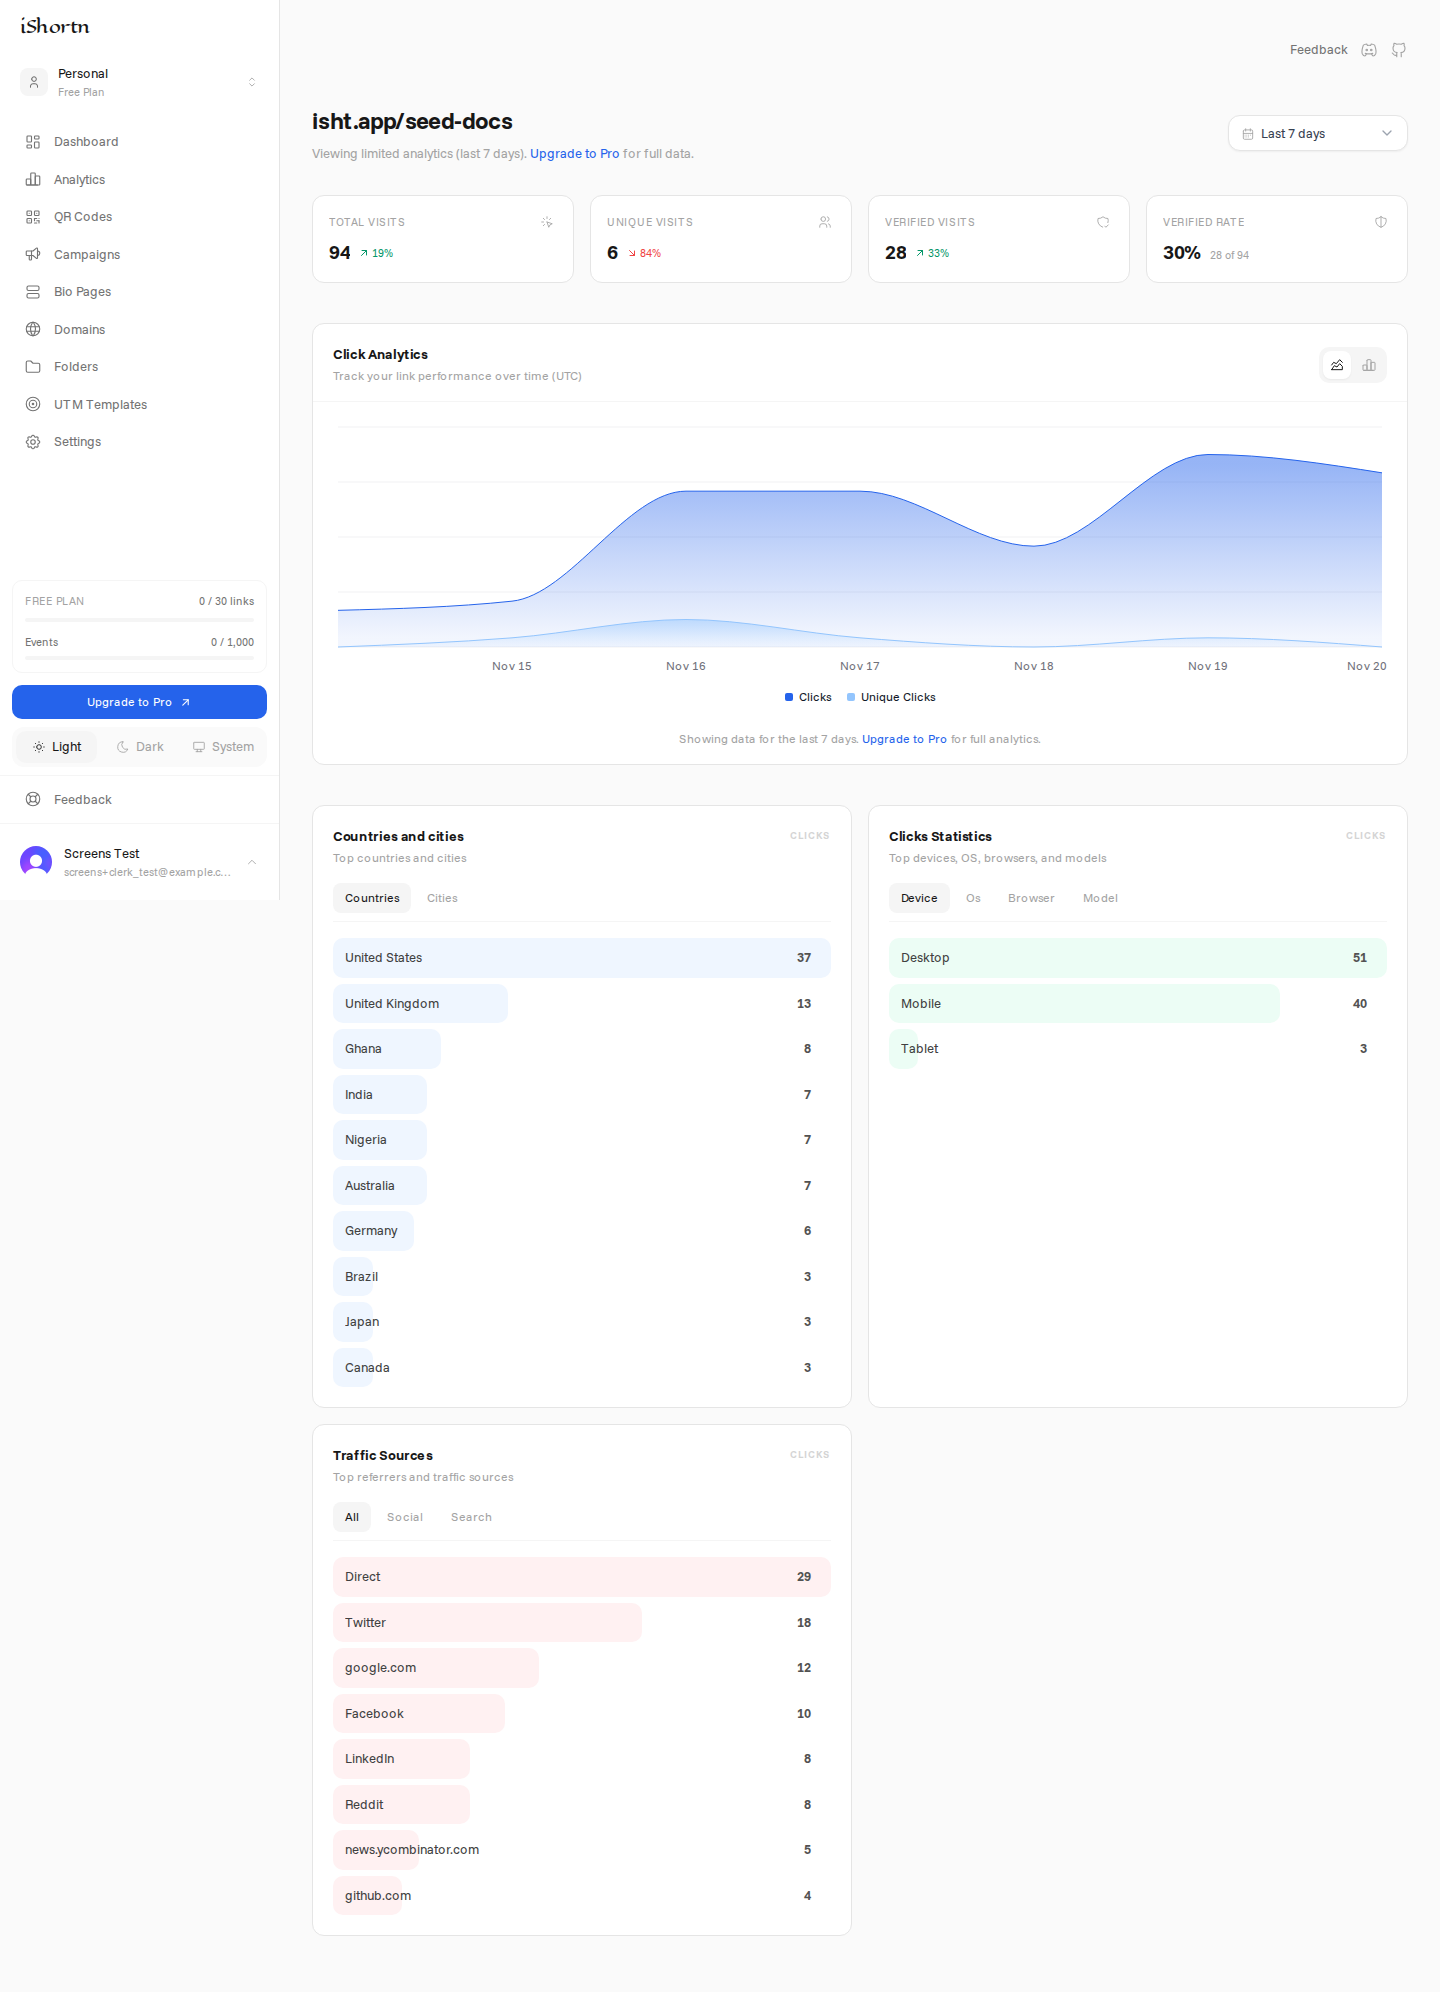 iShortn
Personal
Free Plan
Dashboard
Analytics
QR Codes
Campaigns
Bio Pages
Domains
Folders
UTM Templates
Settings
FREE PLAN 0 / 30 links
Events 0 / 1,000
Upgrade to Pro
Light Dark System
Feedback
Screens Test
screens+clerk_test@example.c...
Feedback
isht.app/seed-docs
Viewing limited analytics (last 7 days). Upgrade to Pro for full data.
Last 7 days
TOTAL VISITS
94 19%
UNIQUE VISITS
6 84%
VERIFIED VISITS
28 33%
VERIFIED RATE
30% 28 of 94
Click Analytics
Track your link performance over time (UTC)
Nov 15 Nov 16 Nov 17 Nov 18 Nov 19 Nov 20
Clicks Unique Clicks
Showing data for the last 7 days. Upgrade to Pro for full analytics.
Countries and cities CLICKS
Top countries and cities
Countries Cities
United States 37
United Kingdom 13
Ghana 8
India 7
Nigeria 7
Australia 7
Germany 6
Brazil 3
Japan 3
Canada 3
Clicks Statistics CLICKS
Top devices, OS, browsers, and models
Device Os Browser Model
Desktop 51
Mobile 40
Tablet 3
Traffic Sources CLICKS
Top referrers and traffic sources
All Social Search
Direct 29
Twitter 18
google.com 12
Facebook 10
LinkedIn 8
Reddit 8
news.ycombinator.com 5
github.com 4